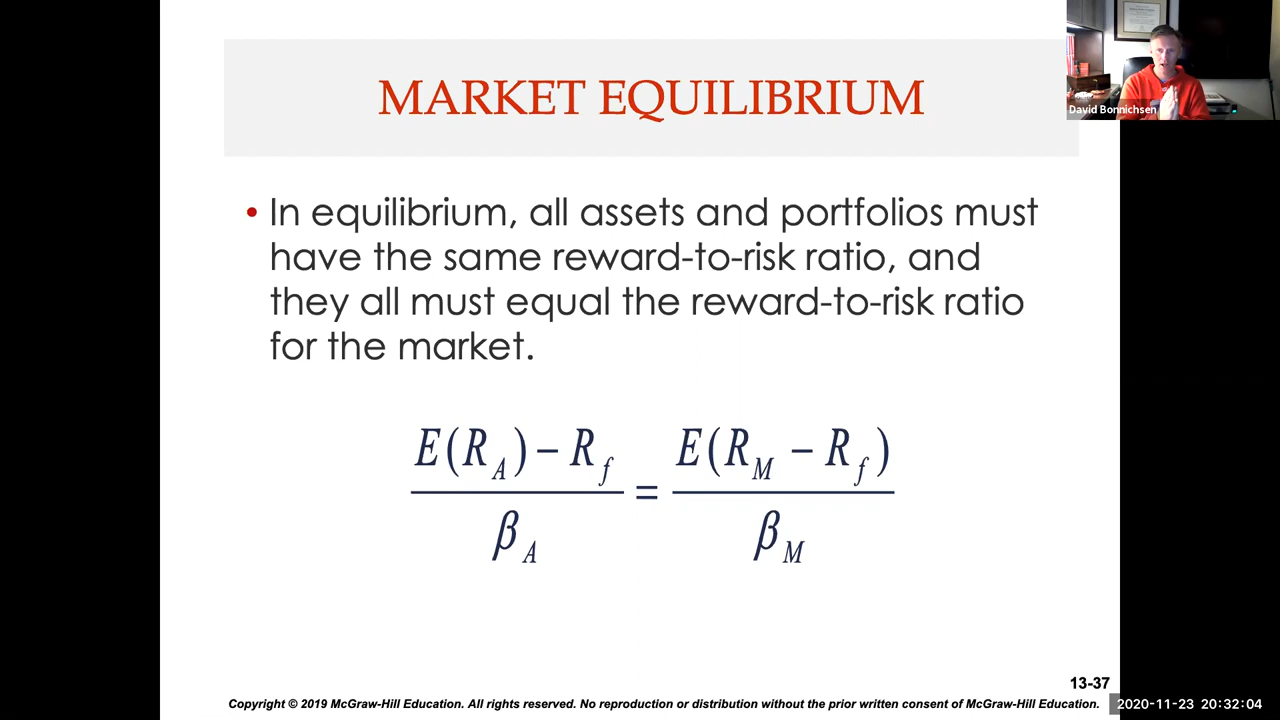 MARKET EQUILIBRIUM
David Bonnichsen
• In equilibrium, all assets and portfolios must
have the same reward-to-risk ratio, and
they all must equal the reward-to-risk ratio
for the market.
E(R_A) − R_f / β_A = E(R_M − R_f) / β_M
13-37
Copyright © 2019 McGraw-Hill Education. All rights reserved. No reproduction or distribution without the prior written consent of McGraw-Hill Education.
2020-11-23 20:32:04